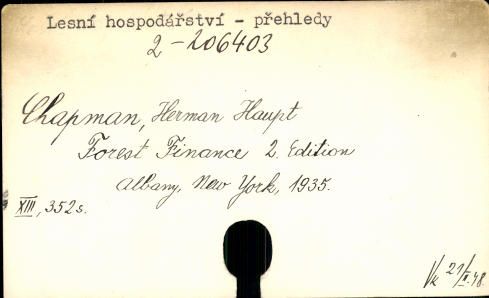 Lesní hospodářství - přehledy
2-206403
Chapman, Herman Haupt
Forest Finance 2. Edition
Albany, New York, 1935.
XIII, 352 s.